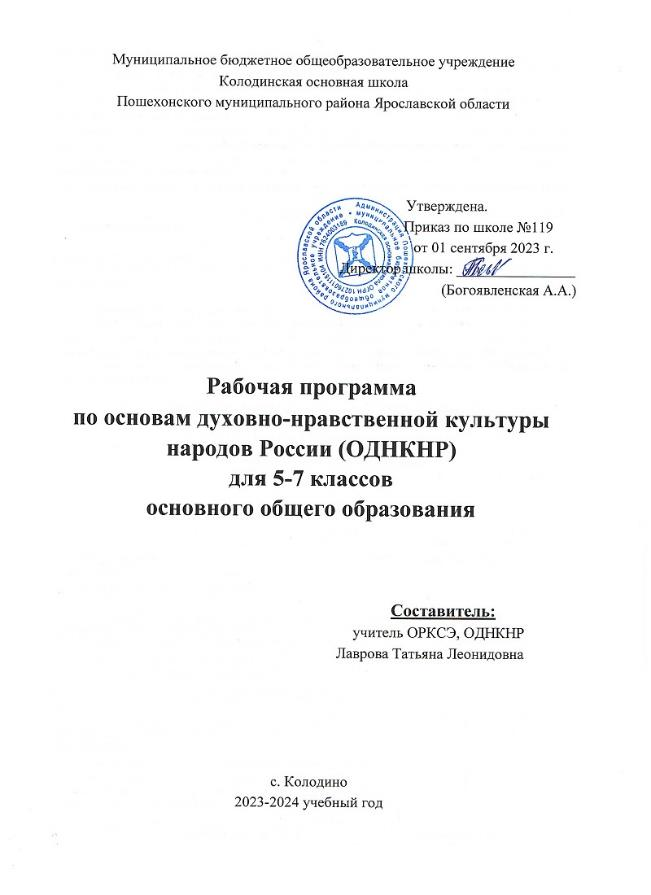 Муниципальное бюджетное общеобразовательное учреждение
Колодинская основная школа
Пошехонского муниципального района Ярославской области
Утверждена.
Приказ по школе №119
от 01 сентября 2023 г.
Директор школы:
(Богоявленская А.А.)
Рабочая программа
по основам духовно-нравственной культуры
народов России (ОДНКНР)
для 5-7 классов
основного общего образования
Составитель:
учитель ОРКСЭ, ОДНКНР
Лаврова Татьяна Леонидовна
с. Колодино
2023-2024 учебный год